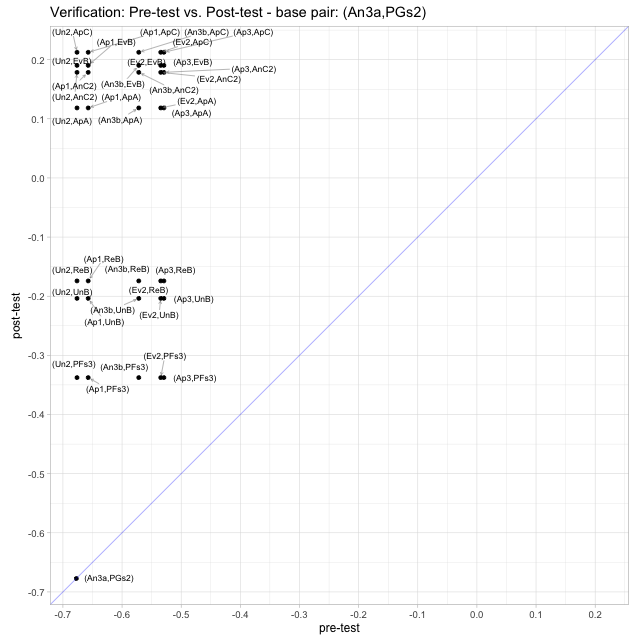 Verification: Pre-test vs. Post-test - base pair: (An3a,PGs2)
(Un2,ApC)
(Ap1,ApC)
(An3b,ApC)
(Ap3,ApC)
(Ap1,EvB)
(Ev2,ApC)
(Un2,EvB)
(Ev2,EvB)
(Ap3,EvB)
(Ap3,AnC2)
(Ev2,AnC2)
(Ap1,AnC2)
(An3b,EvB)
(An3b,AnC2)
(Un2,AnC2)
(Ap1,ApA)
(Ev2,ApA)
(Un2,ApA)
(An3b,ApA)
(Ap3,ApA)
(Ap1,ReB)
(Un2,ReB)
(An3b,ReB)
(Ap3,ReB)
(Un2,UnB)
(Ev2,ReB)
(Ap3,UnB)
(An3b,UnB)
(Ev2,UnB)
(Ap1,UnB)
(Ev2,PFs3)
(Un2,PFs3)
(An3b,PFs3)
(Ap3,PFs3)
(Ap1,PFs3)
(An3a,PGs2)
0.2
0.1
0.0
-0.1
-0.2
-0.3
-0.4
-0.5
-0.6
-0.7
post-test
-0.7 -0.6 -0.5 -0.4 -0.3 -0.2 -0.1 0.0 0.1 0.2
pre-test